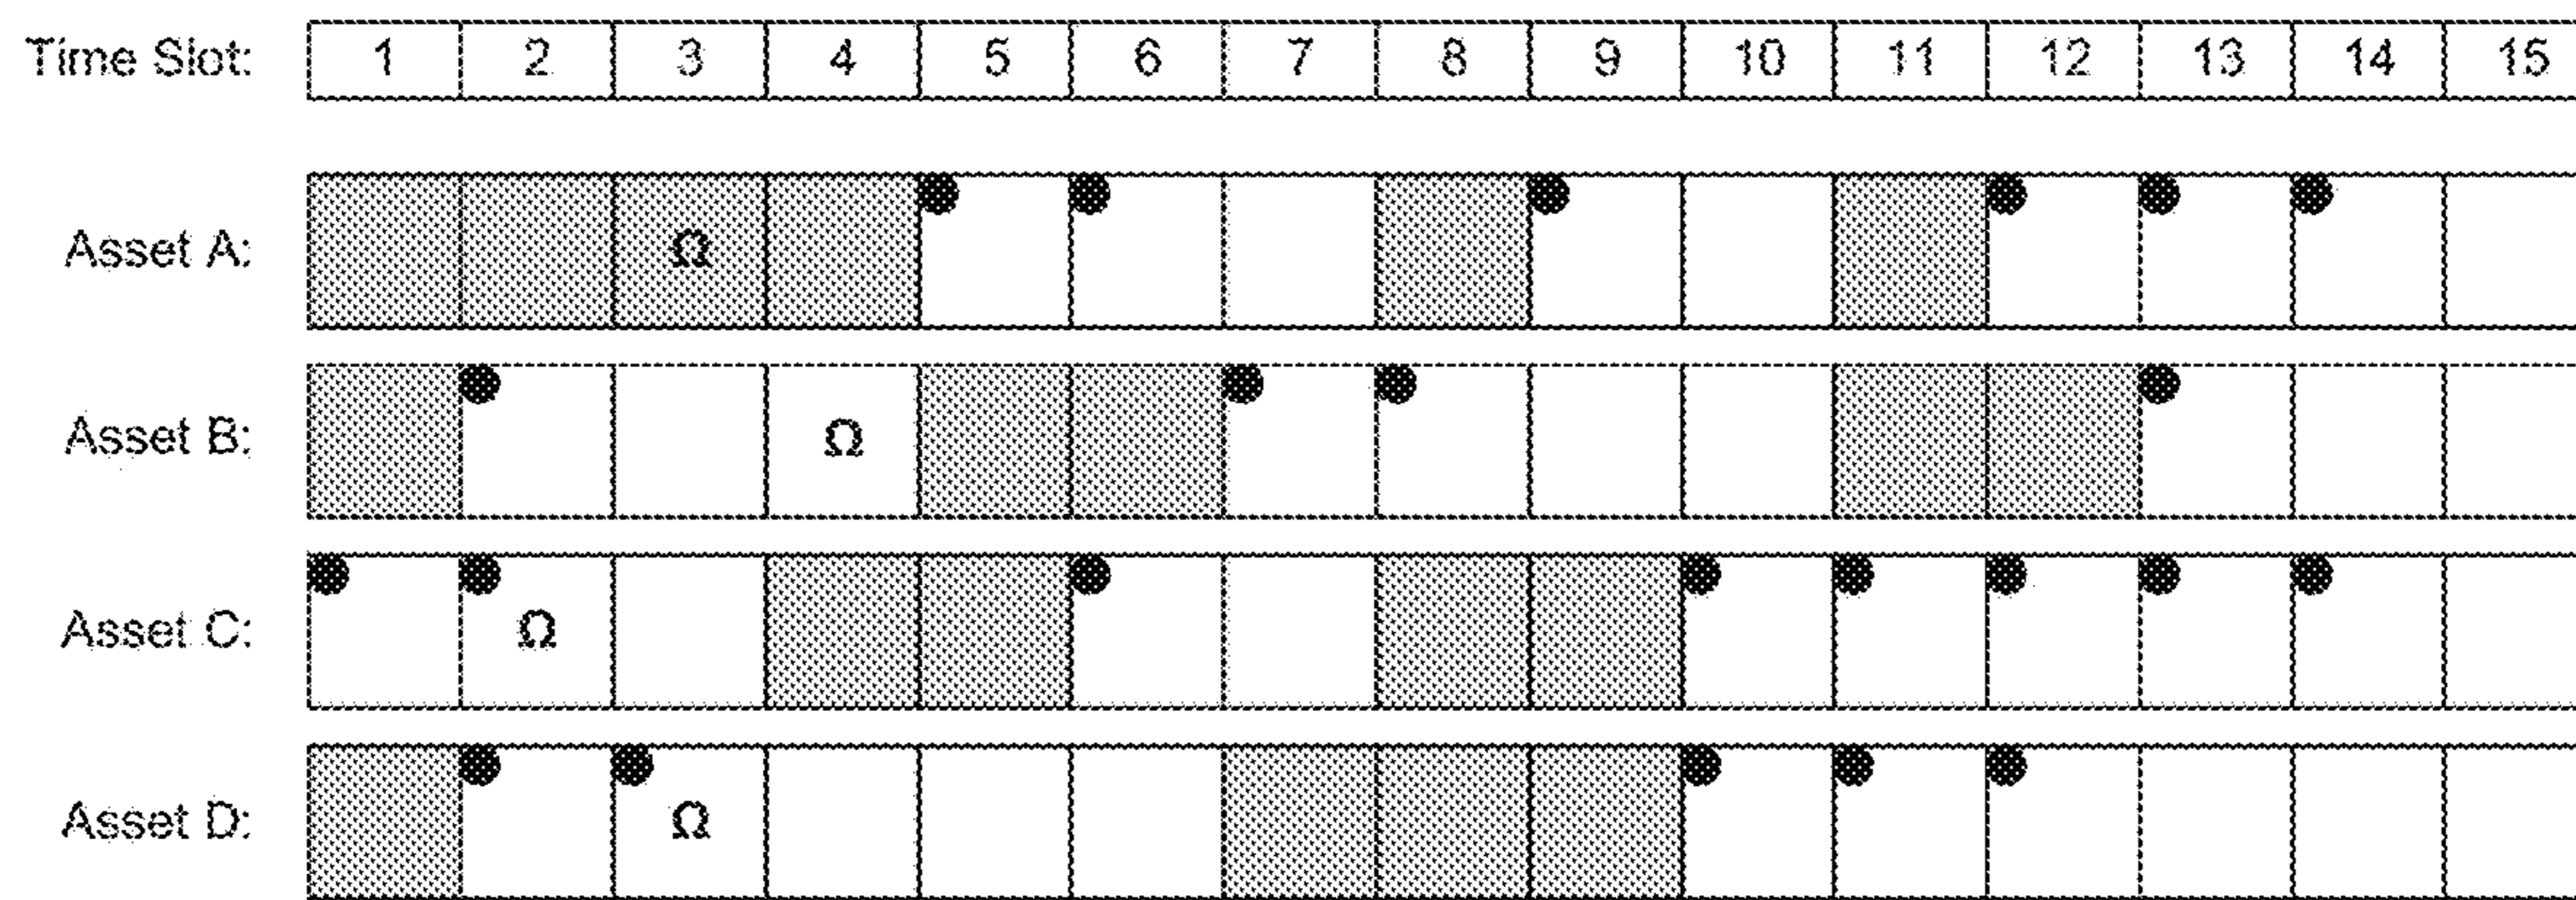 Time Slot: 1 2 3 4 5 6 7 8 9 10 11 12 13 14 15
Asset A: Ω
Asset B: Ω
Asset C: Ω
Asset D: Ω